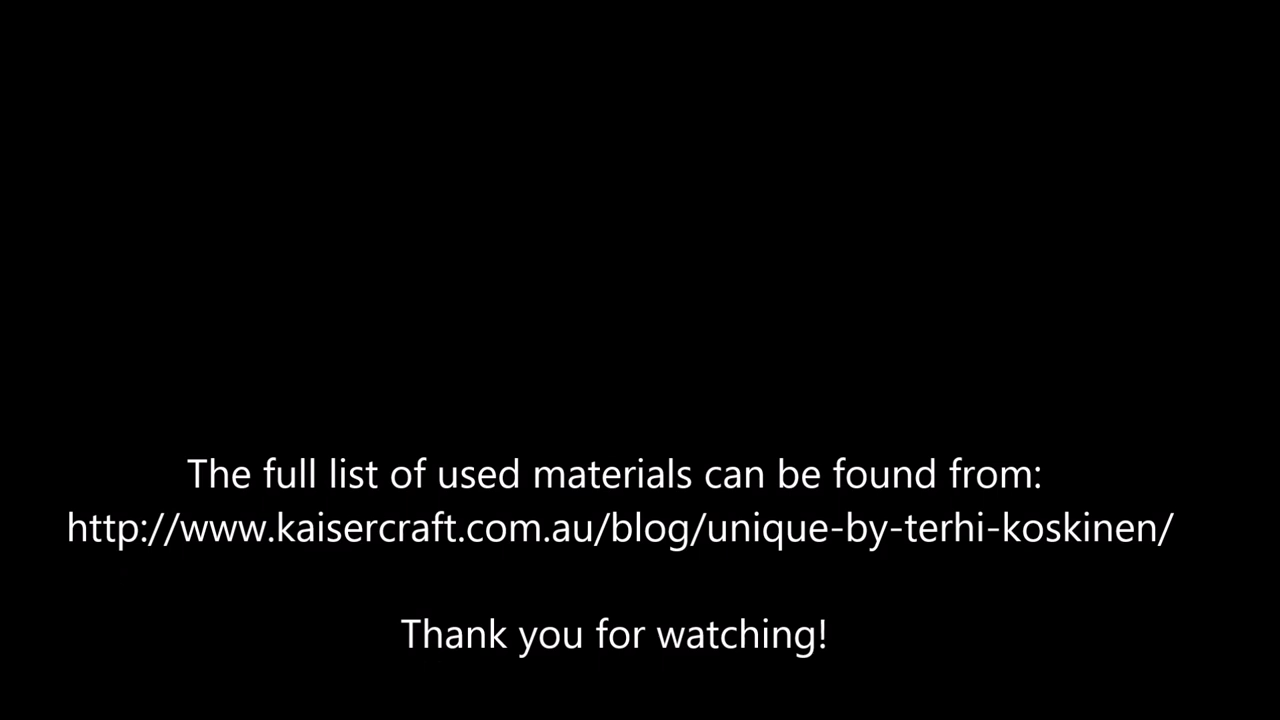 The full list of used materials can be found from:
http://www.kaisercraft.com.au/blog/unique-by-terhi-koskinen/
Thank you for watching!